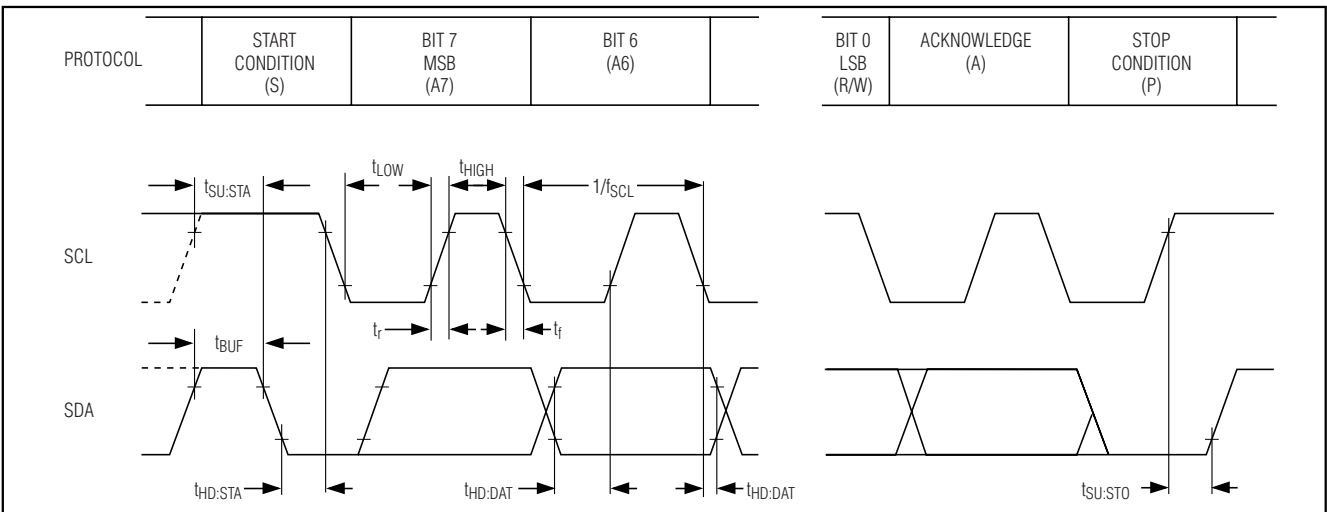 PROTOCOL
START
CONDITION
(S)
BIT 7
MSB
(A7)
BIT 6
(A6)
BIT 0
LSB
(R/W)
ACKNOWLEDGE
(A)
STOP
CONDITION
(P)
tSU:STA
tLOW
tHIGH
1/fSCL
SCL
tr
tf
tBUF
SDA
tHD:STA
tHD:DAT
tHD:DAT
tSU:STO